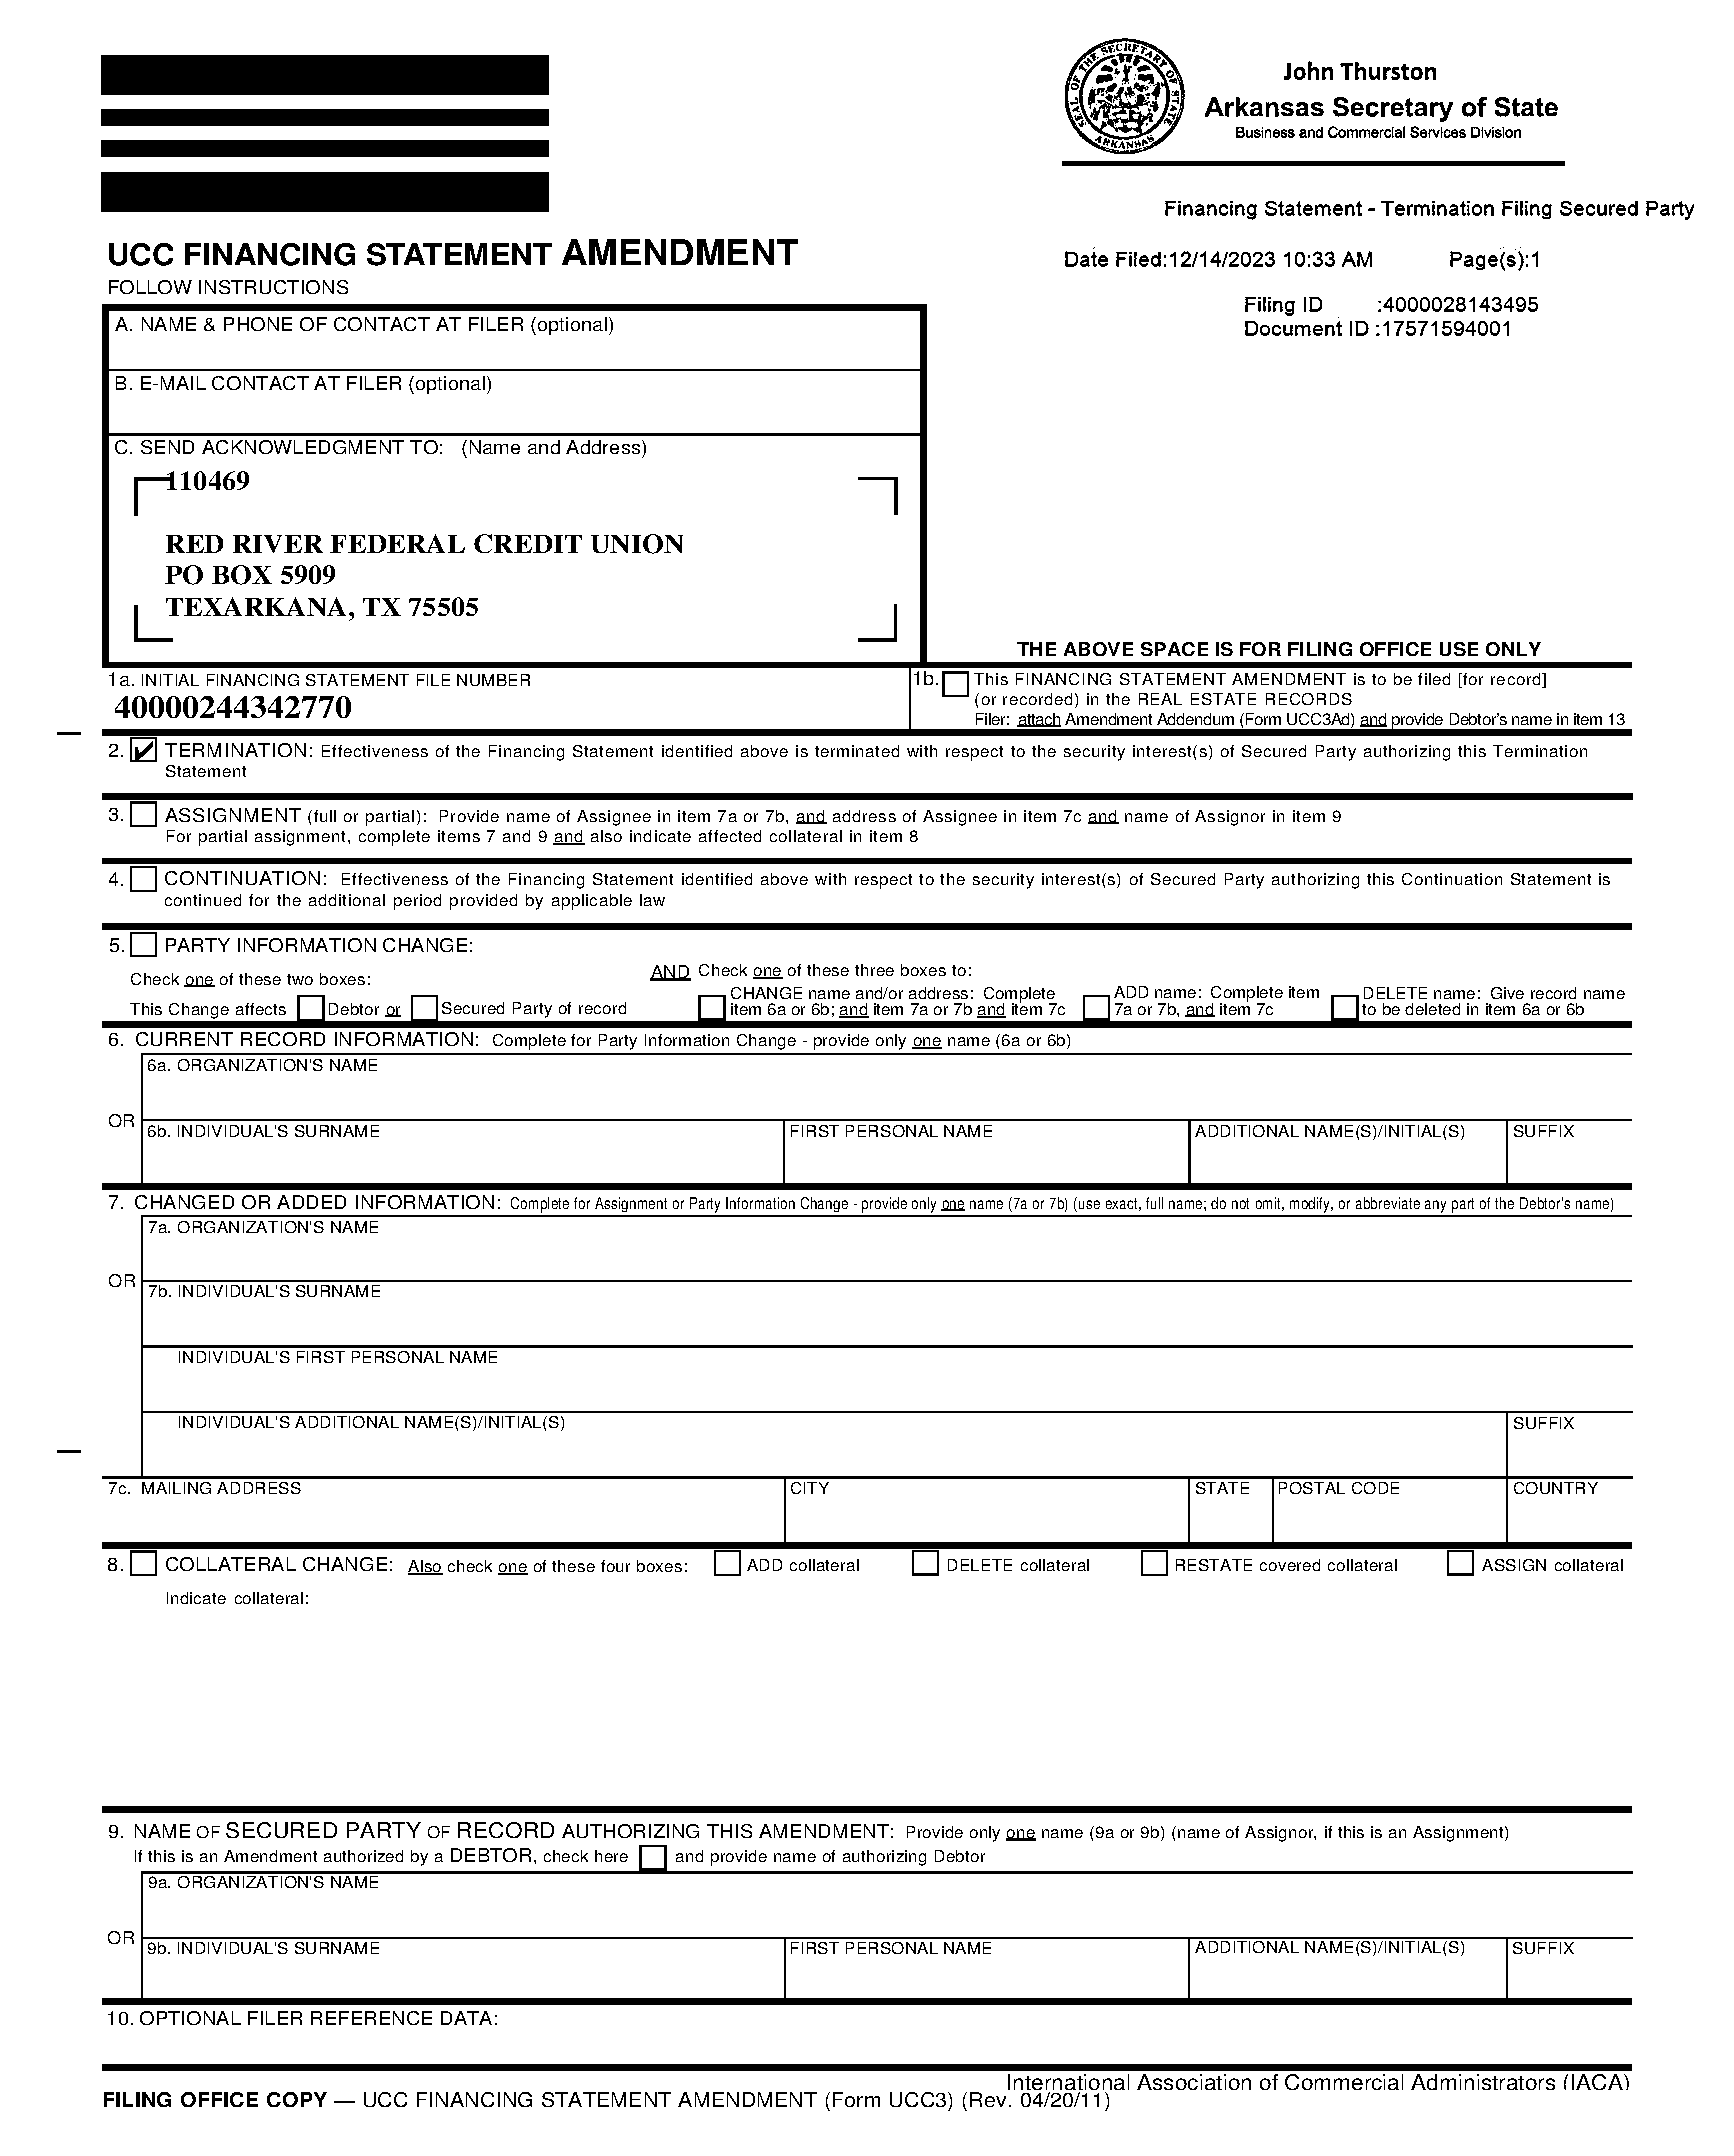 SEAL OF THE SECRETARY OF STATE
ARKANSAS
John Thurston
Arkansas Secretary of State
Business and Commercial Services Division
Financing Statement - Termination Filing Secured Party
UCC FINANCING STATEMENT AMENDMENT
Date Filed:12/14/2023 10:33 AM Page(s):1
FOLLOW INSTRUCTIONS
Filing ID :4000028143495
Document ID :17571594001
A. NAME & PHONE OF CONTACT AT FILER (optional)
B. E-MAIL CONTACT AT FILER (optional)
C. SEND ACKNOWLEDGMENT TO: (Name and Address)
110469
RED RIVER FEDERAL CREDIT UNION
PO BOX 5909
TEXARKANA, TX 75505
THE ABOVE SPACE IS FOR FILING OFFICE USE ONLY
1a. INITIAL FINANCING STATEMENT FILE NUMBER
40000244342770
1b. This FINANCING STATEMENT AMENDMENT is to be filed [for record]
(or recorded) in the REAL ESTATE RECORDS
Filer: attach Amendment Addendum (Form UCC3Ad) and provide Debtor's name in item 13
2. TERMINATION: Effectiveness of the Financing Statement identified above is terminated with respect to the security interest(s) of Secured Party authorizing this Termination
Statement
3. ASSIGNMENT (full or partial): Provide name of Assignee in item 7a or 7b, and address of Assignee in item 7c and name of Assignor in item 9
For partial assignment, complete items 7 and 9 and also indicate affected collateral in item 8
4. CONTINUATION: Effectiveness of the Financing Statement identified above with respect to the security interest(s) of Secured Party authorizing this Continuation Statement is
continued for the additional period provided by applicable law
5. PARTY INFORMATION CHANGE:
Check one of these two boxes:
This Change affects Debtor or Secured Party of record
AND Check one of these three boxes to:
CHANGE name and/or address: Complete
item 6a or 6b; and item 7a or 7b and item 7c
ADD name: Complete item
7a or 7b, and item 7c
DELETE name: Give record name
to be deleted in item 6a or 6b
6. CURRENT RECORD INFORMATION: Complete for Party Information Change - provide only one name (6a or 6b)
6a. ORGANIZATION'S NAME
OR
6b. INDIVIDUAL'S SURNAME FIRST PERSONAL NAME ADDITIONAL NAME(S)/INITIAL(S) SUFFIX
7. CHANGED OR ADDED INFORMATION: Complete for Assignment or Party Information Change - provide only one name (7a or 7b) (use exact, full name; do not omit, modify, or abbreviate any part of the Debtor's name)
7a. ORGANIZATION'S NAME
OR
7b. INDIVIDUAL'S SURNAME
INDIVIDUAL'S FIRST PERSONAL NAME
INDIVIDUAL'S ADDITIONAL NAME(S)/INITIAL(S) SUFFIX
7c. MAILING ADDRESS CITY STATE POSTAL CODE COUNTRY
8. COLLATERAL CHANGE: Also check one of these four boxes: ADD collateral DELETE collateral RESTATE covered collateral ASSIGN collateral
Indicate collateral:
9. NAME OF SECURED PARTY OF RECORD AUTHORIZING THIS AMENDMENT: Provide only one name (9a or 9b) (name of Assignor, if this is an Assignment)
If this is an Amendment authorized by a DEBTOR, check here and provide name of authorizing Debtor
9a. ORGANIZATION'S NAME
OR
9b. INDIVIDUAL'S SURNAME FIRST PERSONAL NAME ADDITIONAL NAME(S)/INITIAL(S) SUFFIX
10. OPTIONAL FILER REFERENCE DATA:
International Association of Commercial Administrators (IACA)
FILING OFFICE COPY — UCC FINANCING STATEMENT AMENDMENT (Form UCC3) (Rev. 04/20/11)